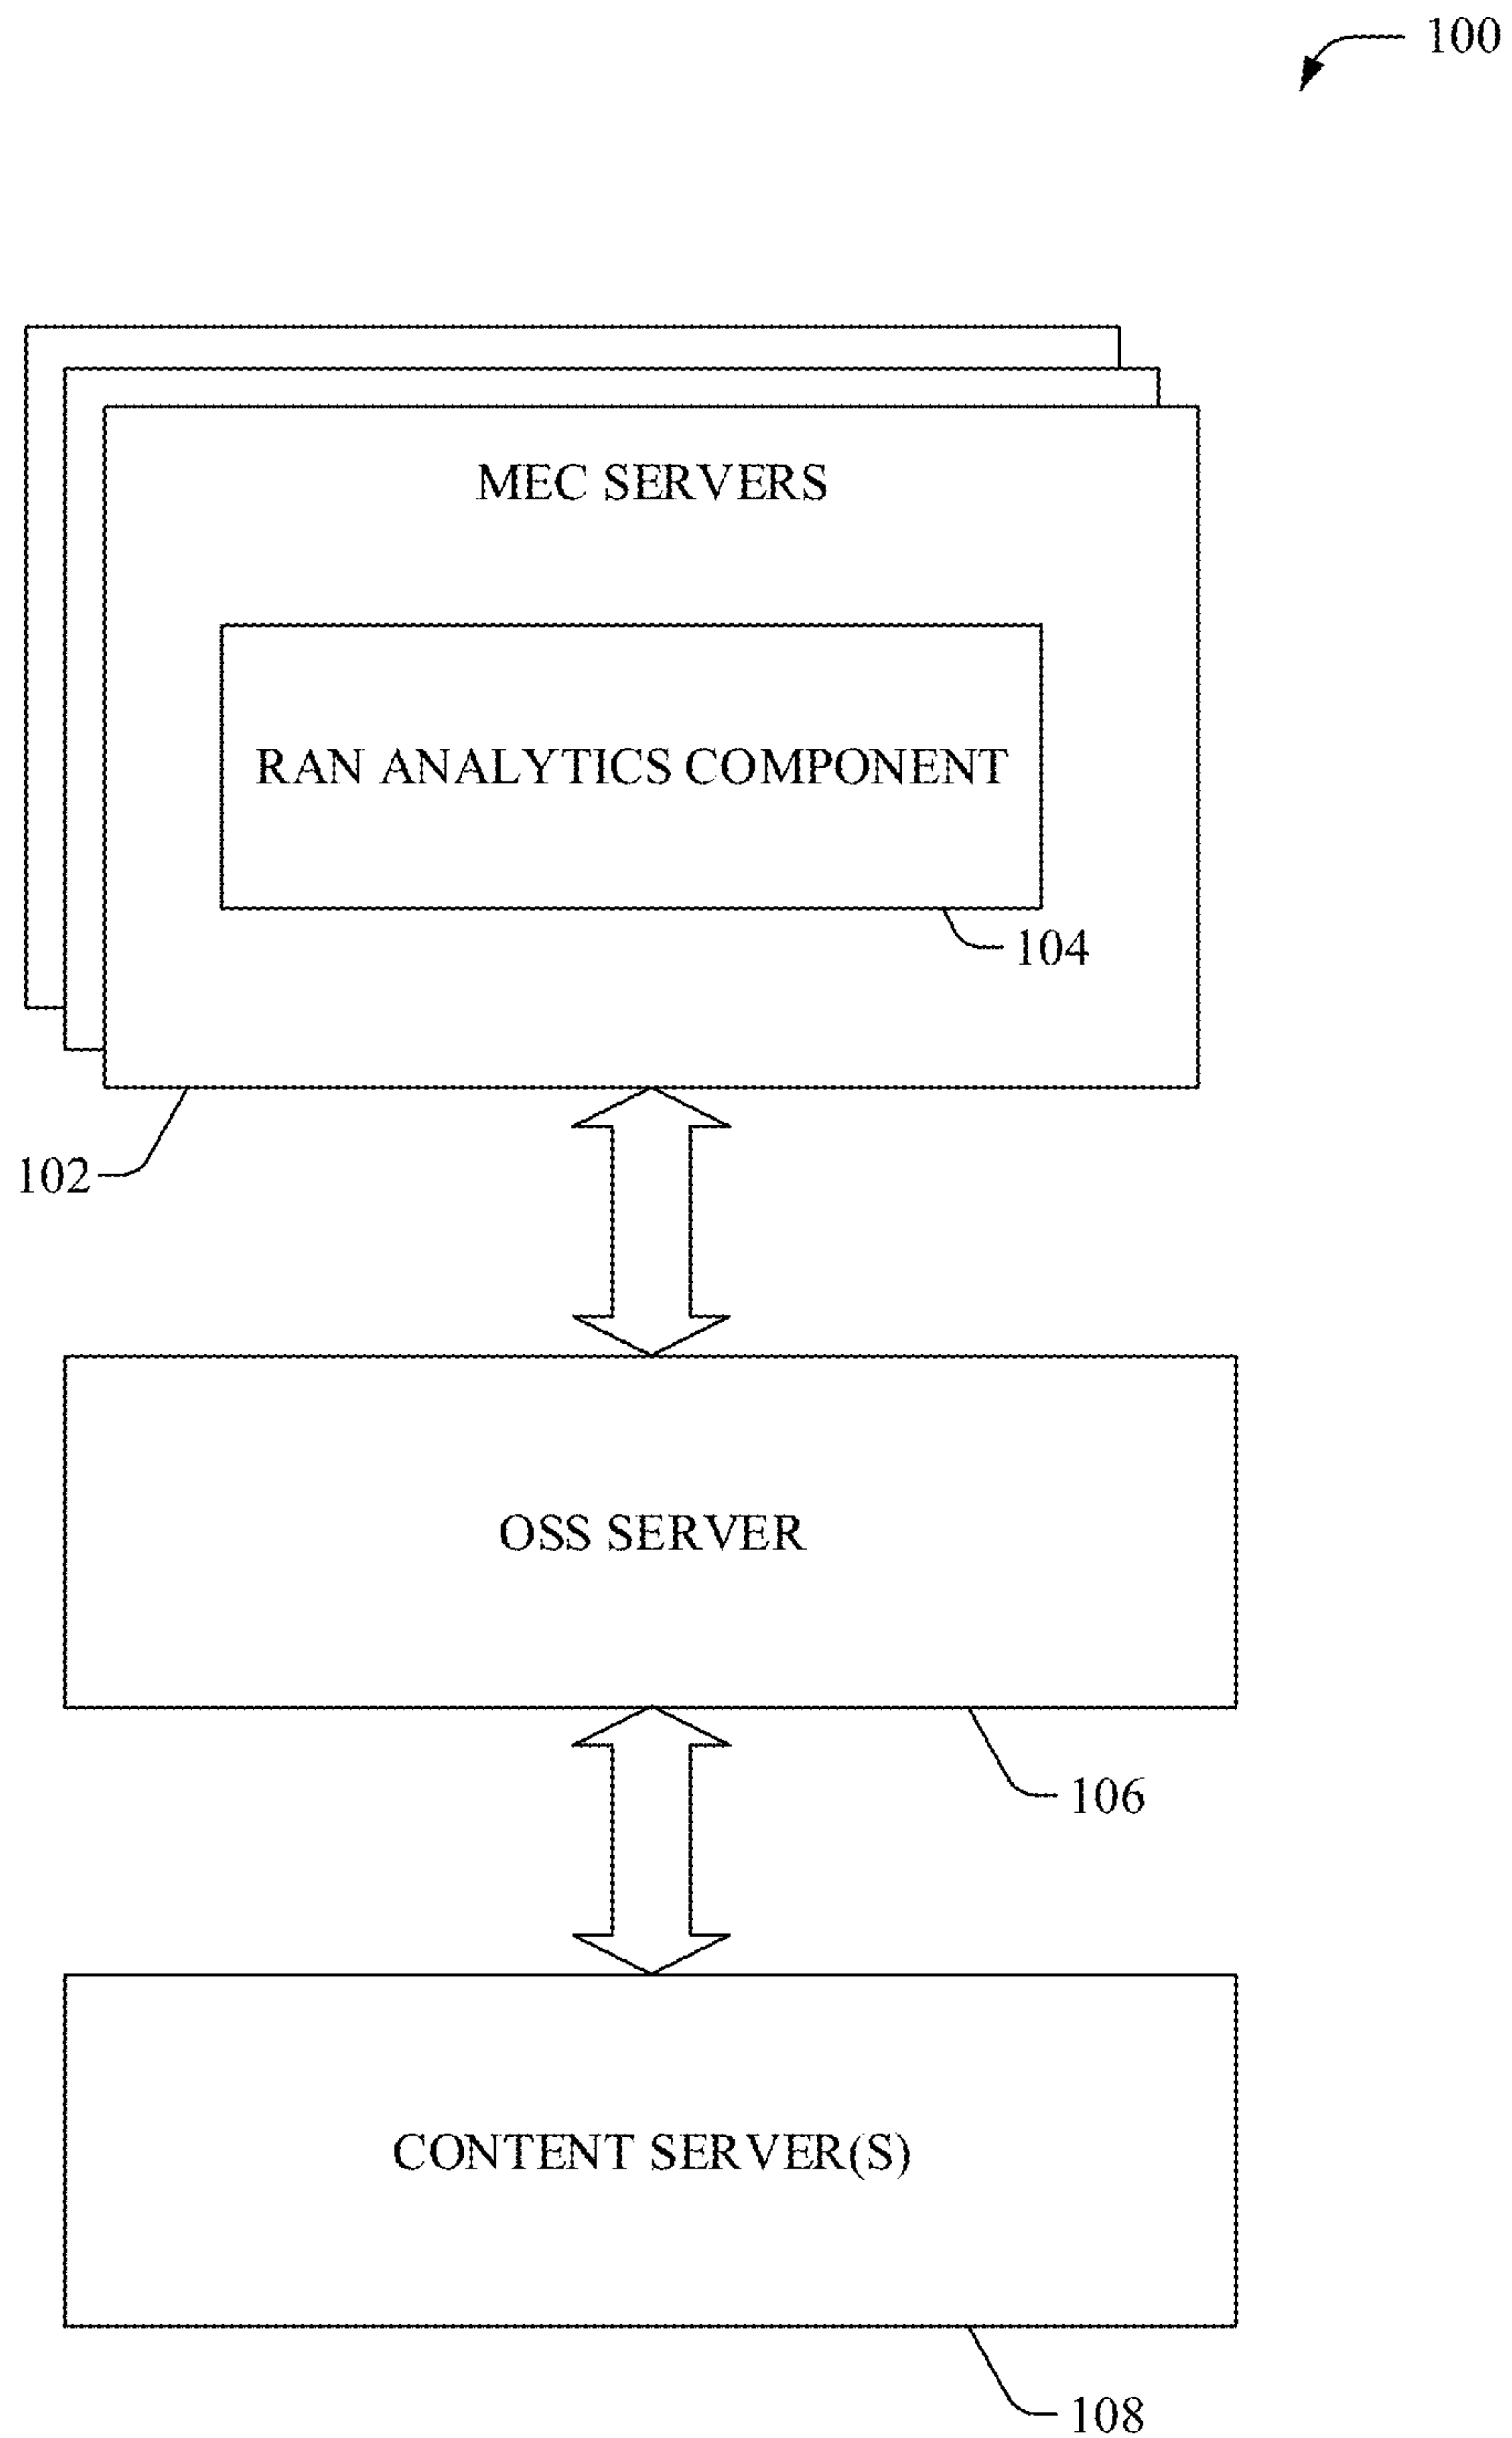 100
MEC SERVERS
RAN ANALYTICS COMPONENT
104
102
OSS SERVER
106
CONTENT SERVER(S)
108